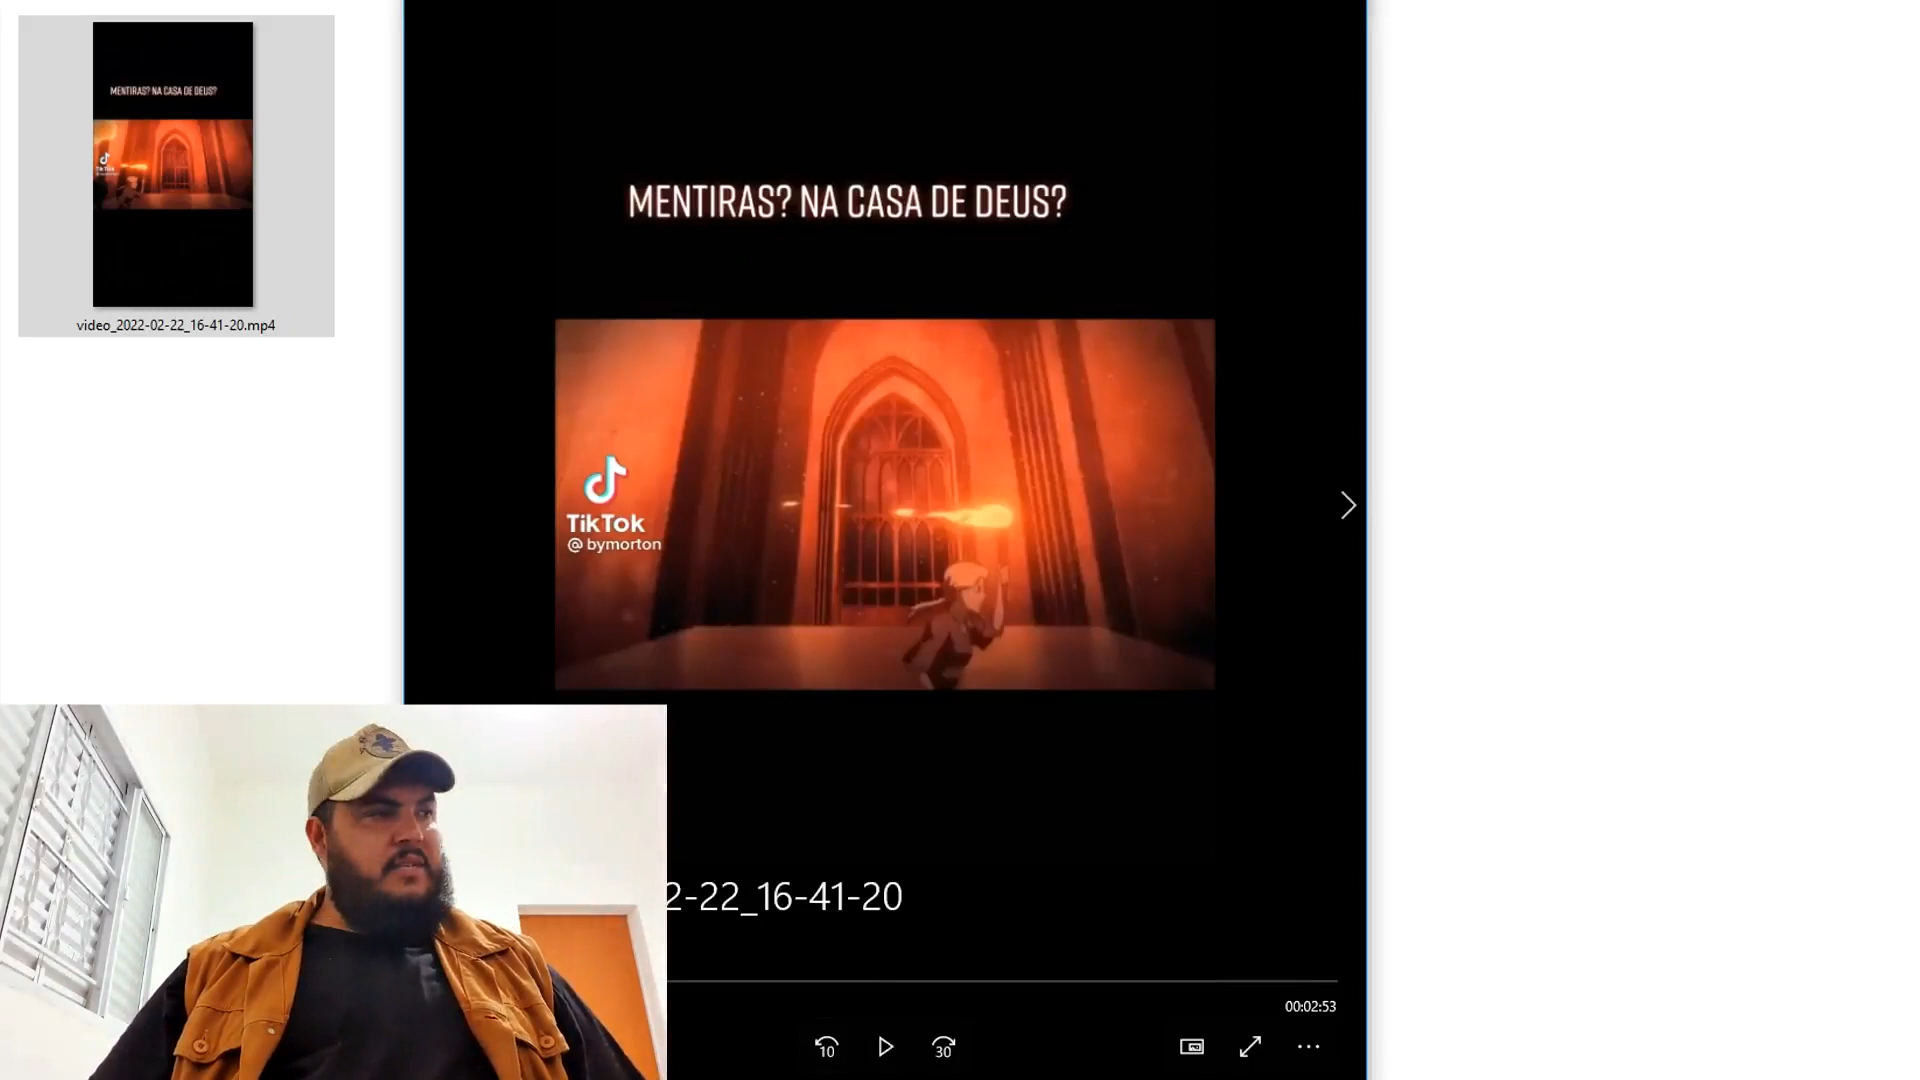 MENTIRAS? NA CASA DE DEUS?
TikTok
video_2022-02-22_16-41-20.mp4
MENTIRAS? NA CASA DE DEUS?
TikTok
@ bymorton
2-22_16-41-20
00:02:53
10
30